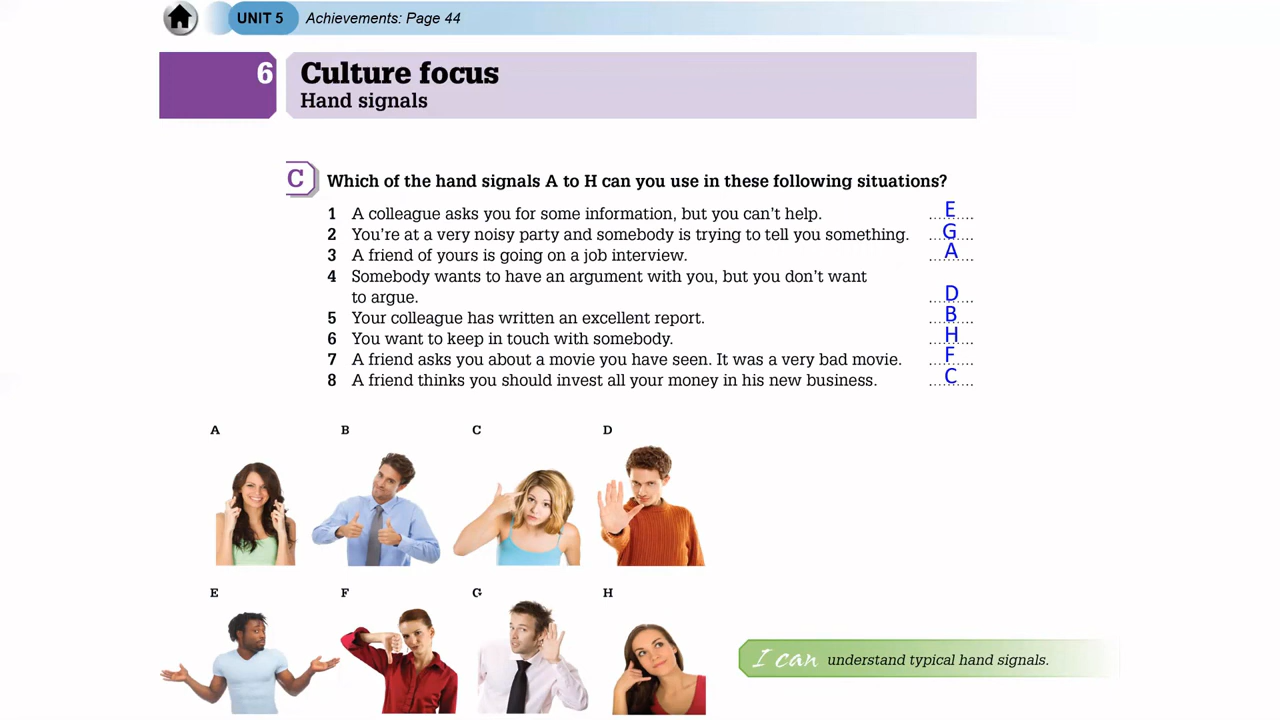 UNIT 5 Achievements: Page 44
6 Culture focus
Hand signals
C Which of the hand signals A to H can you use in these following situations?
1 A colleague asks you for some information, but you can't help. ..........E
2 You're at a very noisy party and somebody is trying to tell you something. ..........G
3 A friend of yours is going on a job interview. ..........A
4 Somebody wants to have an argument with you, but you don't want
to argue. ..........D
5 Your colleague has written an excellent report. ..........B
6 You want to keep in touch with somebody. ..........H
7 A friend asks you about a movie you have seen. It was a very bad movie. ..........F
8 A friend thinks you should invest all your money in his new business. ..........C
A B C D
E F G H
I can understand typical hand signals.